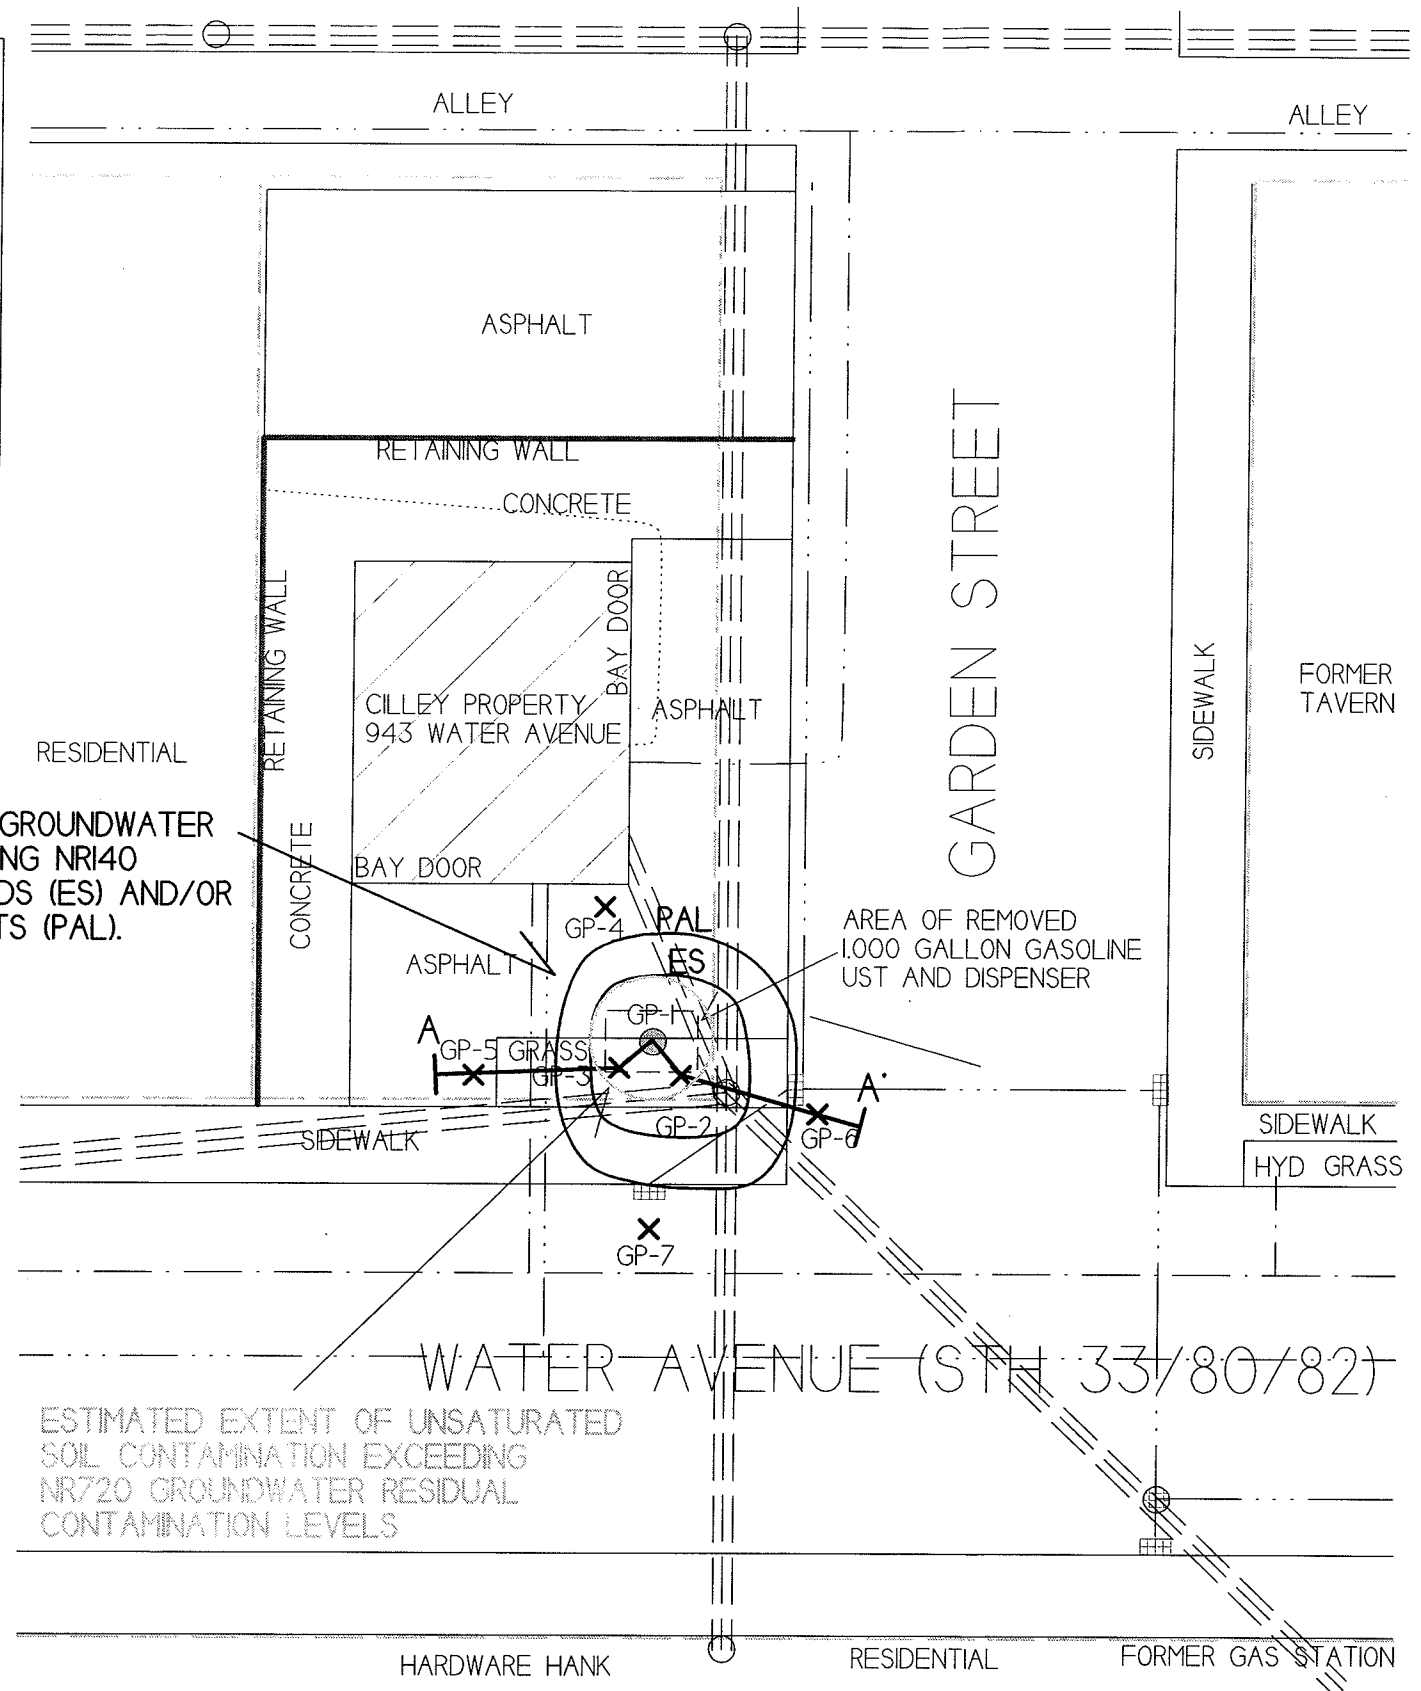 ALLEY
ALLEY
ASPHALT
RETAINING WALL
CONCRETE
GARDEN STREET
RETAINING WALL
BAY DOOR
SIDEWALK
FORMER
TAVERN
CILLEY PROPERTY
943 WATER AVENUE
ASPHALT
RESIDENTIAL
GROUNDWATER
NG NR140
DS (ES) AND/OR
TS (PAL).
CONCRETE
BAY DOOR
GP-4
PAL
ES
ASPHALT
AREA OF REMOVED
1,000 GALLON GASOLINE
UST AND DISPENSER
GP-1
A
GP-5
GRASS
GP-3
A'
GP-2
GP-6
SIDEWALK
SIDEWALK
HYD GRASS
GP-7
WATER AVENUE (STH 33/80/82)
ESTIMATED EXTENT OF UNSATURATED
SOIL CONTAMINATION EXCEEDING
NR720 GROUNDWATER RESIDUAL
CONTAMINATION LEVELS
HARDWARE HANK
RESIDENTIAL
FORMER GAS STATION